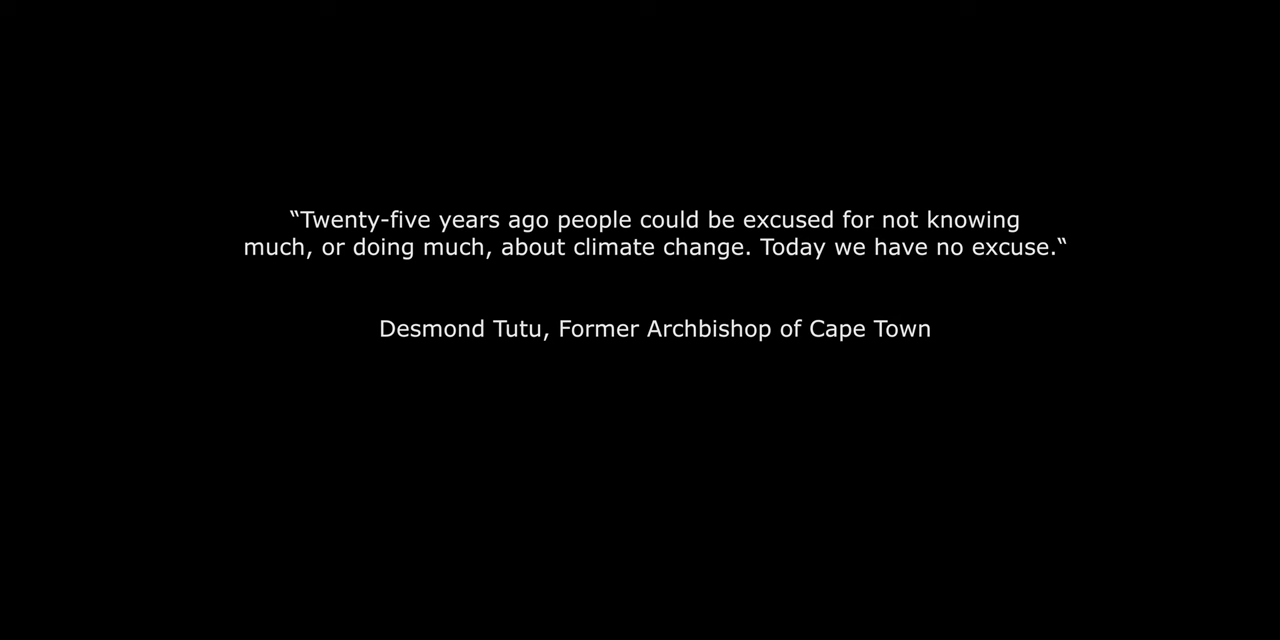 “Twenty-five years ago people could be excused for not knowing
much, or doing much, about climate change. Today we have no excuse.“
Desmond Tutu, Former Archbishop of Cape Town